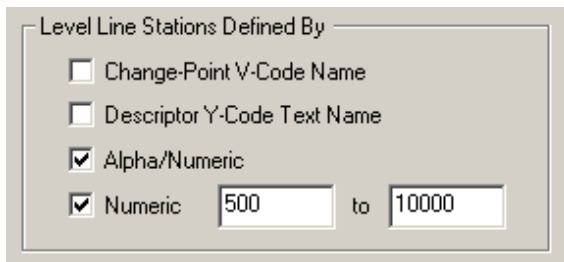 Level Line Stations Defined By
Change-Point V-Code Name
Descriptor Y-Code Text Name
Alpha/Numeric
Numeric 500 to 10000